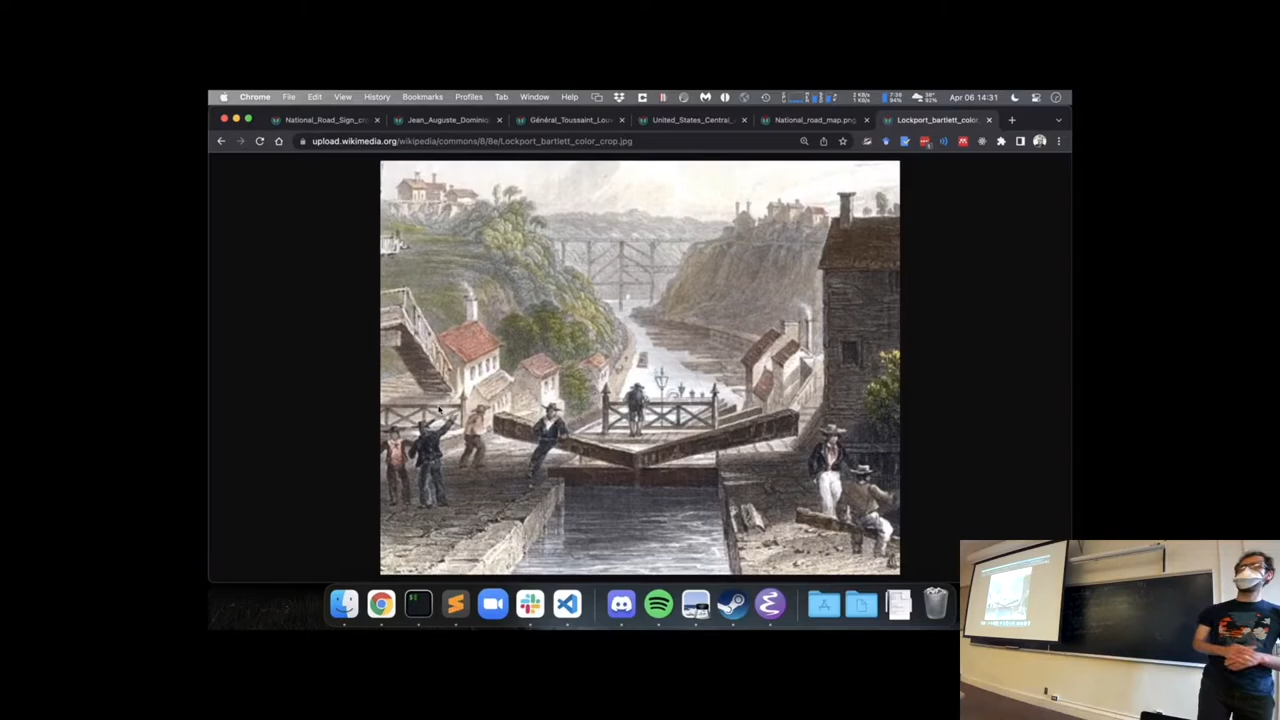 Chrome File Edit View History Bookmarks Profiles Tab Window Help Apr 06 14:31
National_Road_Sign_cr Jean_Auguste_Dominiq Général_Toussaint_Louv United_States_Central_ National_road_map.png Lockport_bartlett_color
upload.wikimedia.org/wikipedia/commons/8/8e/Lockport_bartlett_color_crop.jpg